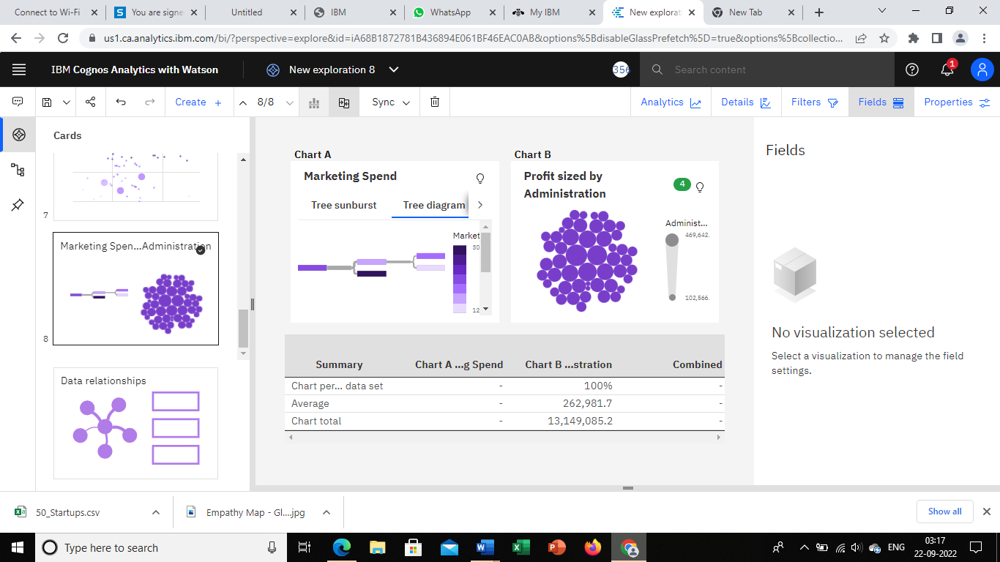 Connect to Wi-Fi
You are signe
Untitled
IBM
WhatsApp
My IBM
New explorat
New Tab
us1.ca.analytics.ibm.com/bi/?perspective=explore&id=iA68B1872781B436894E061BF46EAC0AB&options%5BdisableGlassPrefetch%5D=true&options%5Bcollectio...
IBM Cognos Analytics with Watson
New exploration 8
356
Search content
1
Create +
8/8
Sync
Analytics
Details
Filters
Fields
Properties
Cards
7
Marketing Spen...Administration
8
Data relationships
Chart A
Marketing Spend
Tree sunburst
Tree diagram
Market
30
12
Chart B
Profit sized by
Administration
4
Administ...
469,642.
102,566.
Summary Chart A ...g Spend Chart B ...stration Combined
Chart per... data set - 100% -
Average - 262,981.7 -
Chart total - 13,149,085.2 -
Fields
No visualization selected
Select a visualization to manage the field
settings.
50_Startups.csv
Empathy Map - Gl....jpg
Show all
Type here to search
ENG
03:17
22-09-2022